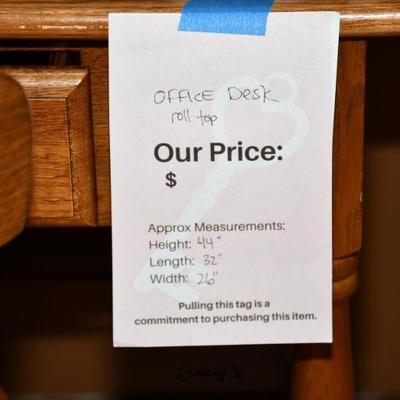 OFFICE Desk
roll top
Our Price:
$
Approx Measurements:
Height: 44"
Length: 32"
Width: 26"
Pulling this tag is a
commitment to purchasing this item.